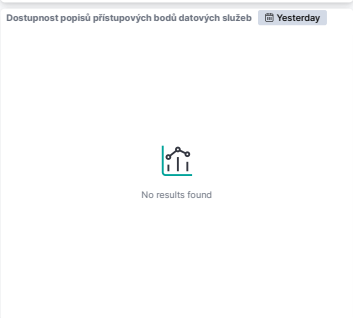 Dostupnost popisů přístupových bodů datových služeb Yesterday
No results found